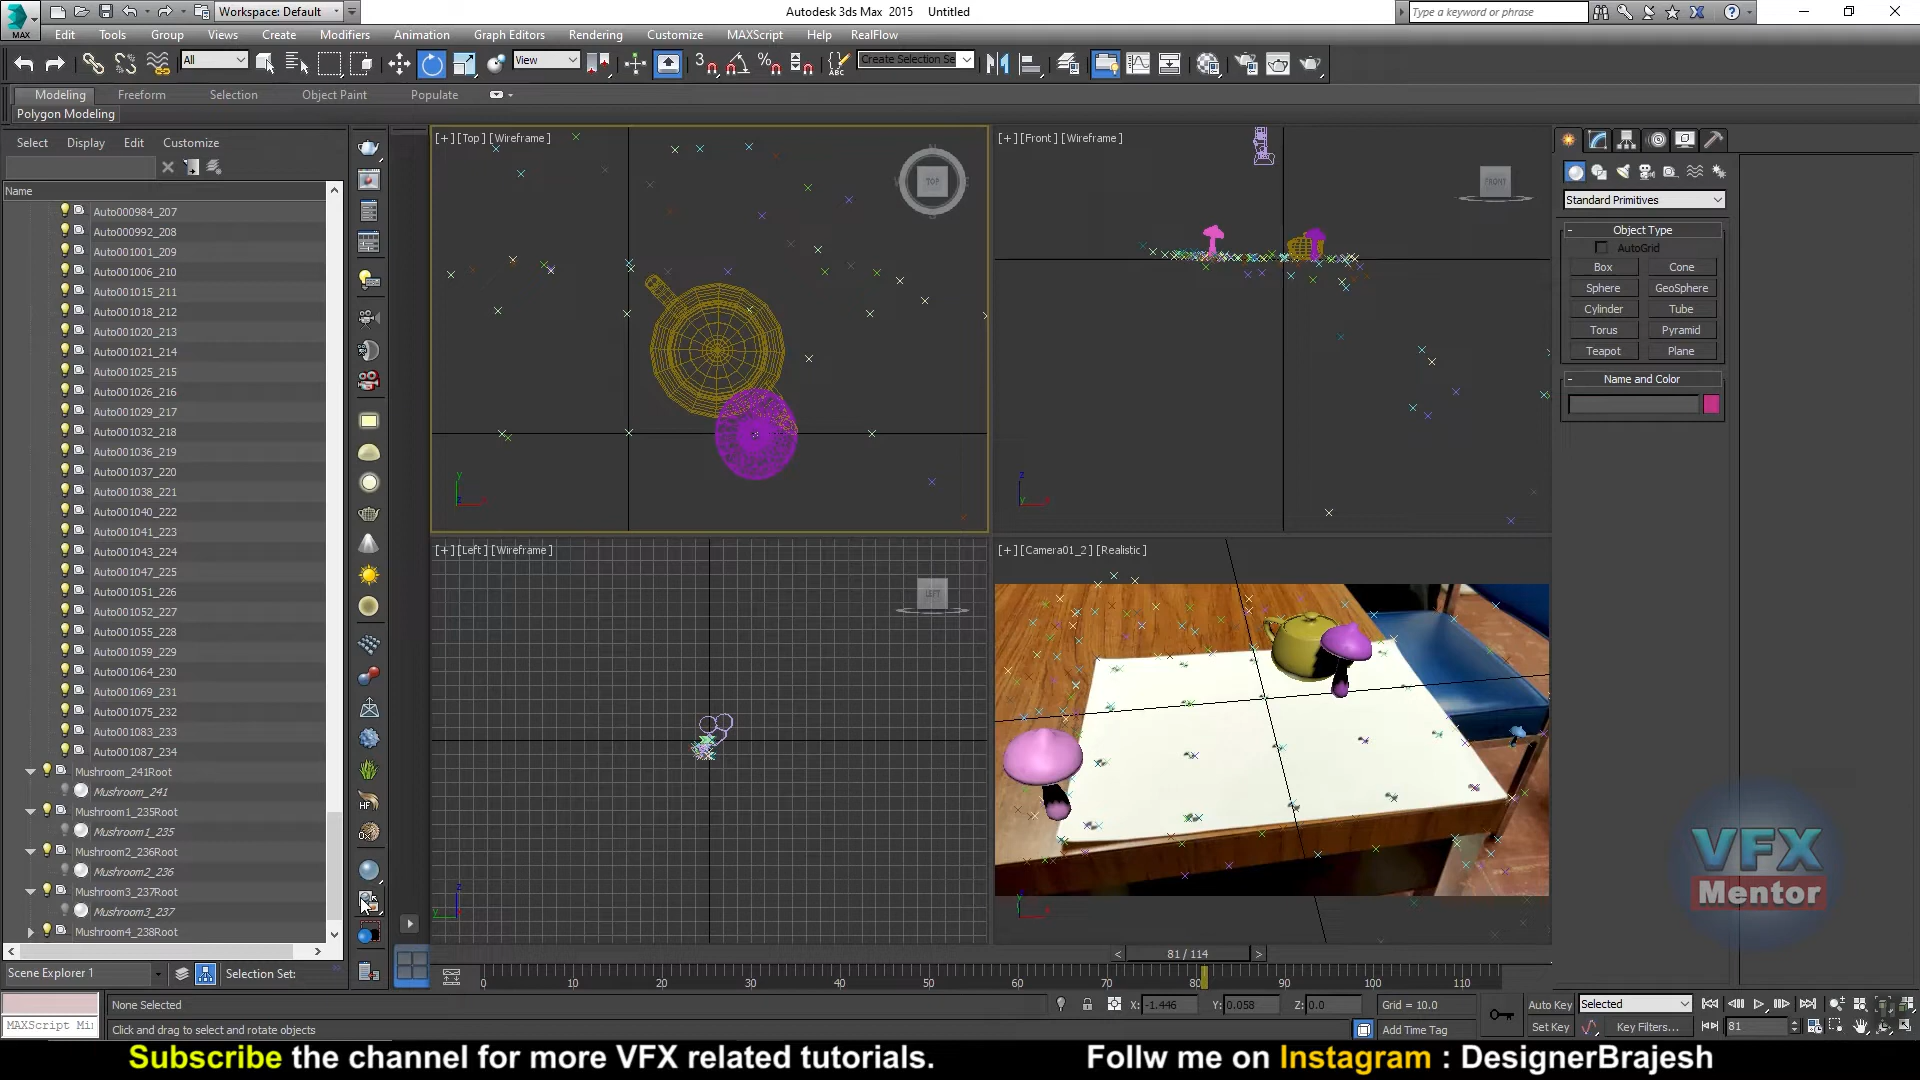 Workspace: Default
Autodesk 3ds Max 2015 Untitled
Type a keyword or phrase
MAX
Edit Tools Group Views Create Modifiers Animation Graph Editors Rendering Customize MAXScript Help RealFlow
All
View
Create Selection Se
Modeling Freeform Selection Object Paint Populate
Polygon Modeling
Select Display Edit Customize
Name
Auto000984_207
Auto000992_208
Auto001001_209
Auto001006_210
Auto001015_211
Auto001018_212
Auto001020_213
Auto001021_214
Auto001025_215
Auto001026_216
Auto001029_217
Auto001032_218
Auto001036_219
Auto001037_220
Auto001038_221
Auto001040_222
Auto001041_223
Auto001043_224
Auto001047_225
Auto001051_226
Auto001052_227
Auto001055_228
Auto001059_229
Auto001064_230
Auto001069_231
Auto001075_232
Auto001083_233
Auto001087_234
Mushroom_241Root
Mushroom_241
Mushroom1_235Root
Mushroom1_235
Mushroom2_236Root
Mushroom2_236
Mushroom3_237Root
Mushroom3_237
Mushroom4_238Root
Scene Explorer 1
Selection Set:
HF
[+] [Top] [Wireframe]
TOP
[+] [Front] [Wireframe]
FRONT
[+] [Left] [Wireframe]
LEFT
[+] [Camera01_2] [Realistic]
Standard Primitives
Object Type
AutoGrid
Box Cone
Sphere GeoSphere
Cylinder Tube
Torus Pyramid
Teapot Plane
Name and Color
VFX
Mentor
81 / 114
0 10 20 30 40 50 60 70 80 90 100 110
None Selected
X: -1.446 Y: 0.058 Z: 0.0 Grid = 10.0
Auto Key Selected
MAXScript Mi
Click and drag to select and rotate objects
Add Time Tag
Set Key Key Filters... 81
Subscribe the channel for more VFX related tutorials. Follw me on Instagram : DesignerBrajesh